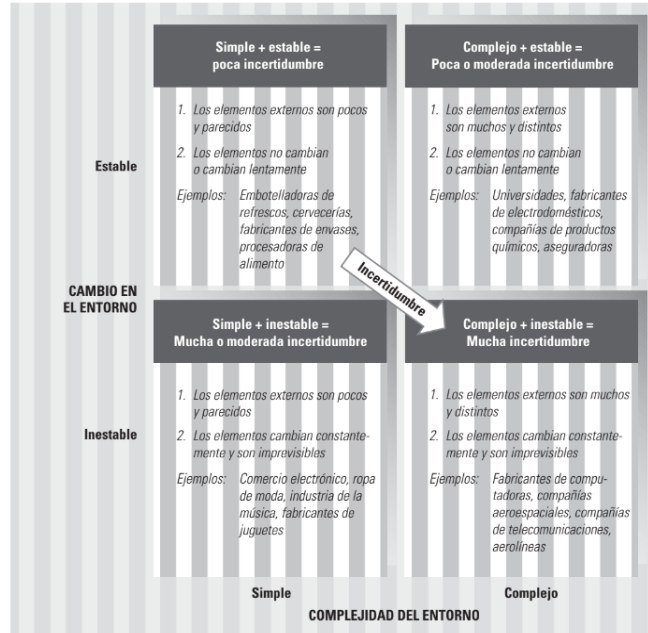 Simple + estable =
poca incertidumbre
1. Los elementos externos son pocos
y parecidos
2. Los elementos no cambian
o cambian lentamente
Ejemplos: Embotelladoras de
refrescos, cervecerías,
fabricantes de envases,
procesadoras de
alimento
Complejo + estable =
Poca o moderada incertidumbre
1. Los elementos externos
son muchos y distintos
2. Los elementos no cambian
o cambian lentamente
Ejemplos: Universidades, fabricantes
de electrodomésticos,
compañías de productos
químicos, aseguradoras
Estable
Incertidumbre
CAMBIO EN
EL ENTORNO
Simple + inestable =
Mucha o moderada incertidumbre
1. Los elementos externos son pocos
y parecidos
2. Los elementos cambian constante-
mente y son imprevisibles
Ejemplos: Comercio electrónico, ropa
de moda, industria de la
música, fabricantes de
juguetes
Complejo + inestable =
Mucha incertidumbre
1. Los elementos externos son muchos
y distintos
2. Los elementos cambian constante-
mente y son imprevisibles
Ejemplos: Fabricantes de compu-
tadoras, compañías
aeroespaciales, compañías
de telecomunicaciones,
aerolíneas
Inestable
Simple
Complejo
COMPLEJIDAD DEL ENTORNO